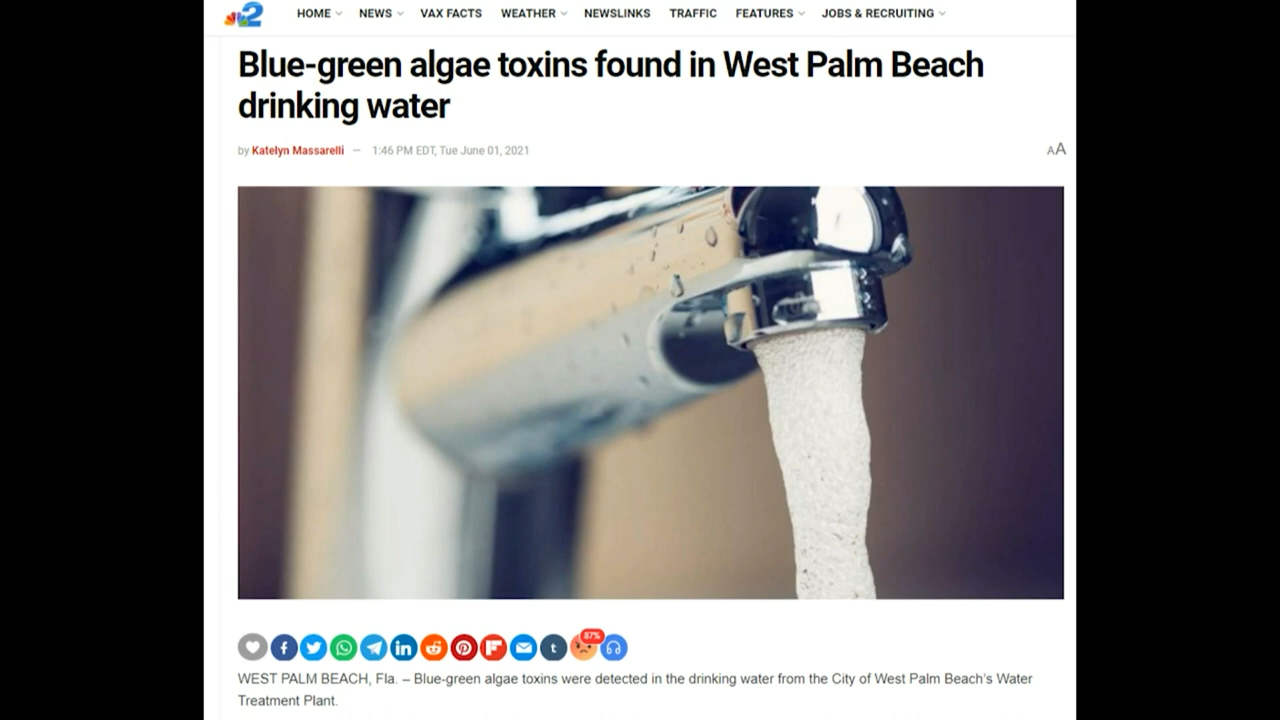 2 HOME NEWS VAX FACTS WEATHER NEWSLINKS TRAFFIC FEATURES JOBS & RECRUITING
Blue-green algae toxins found in West Palm Beach
drinking water
by Katelyn Massarelli – 1:46 PM EDT, Tue June 01, 2021 AA
87%
f in t
WEST PALM BEACH, Fla. – Blue-green algae toxins were detected in the drinking water from the City of West Palm Beach's Water
Treatment Plant.